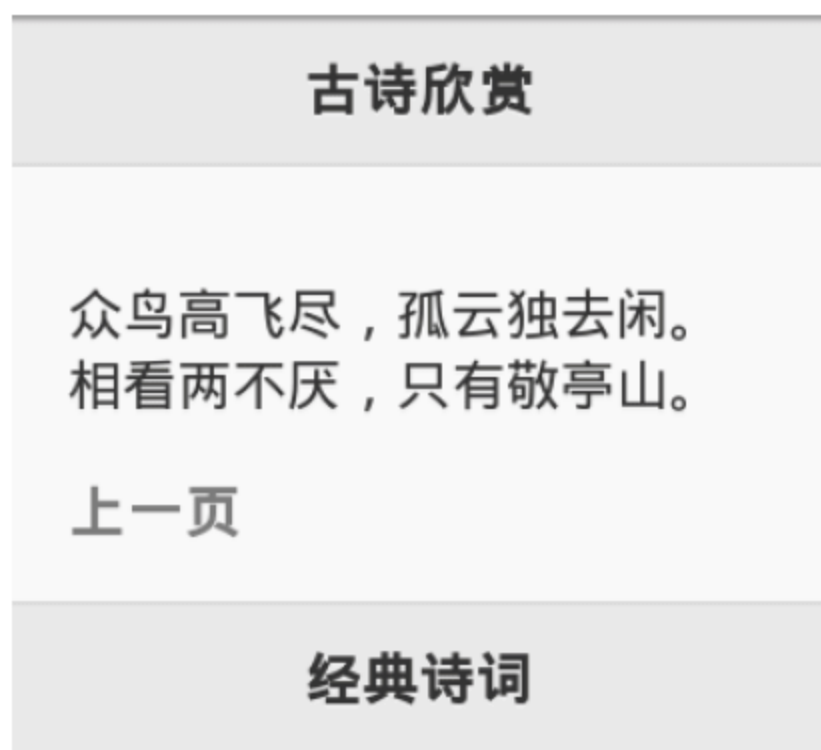 古诗欣赏
众鸟高飞尽，孤云独去闲。
相看两不厌，只有敬亭山。
上一页
经典诗词